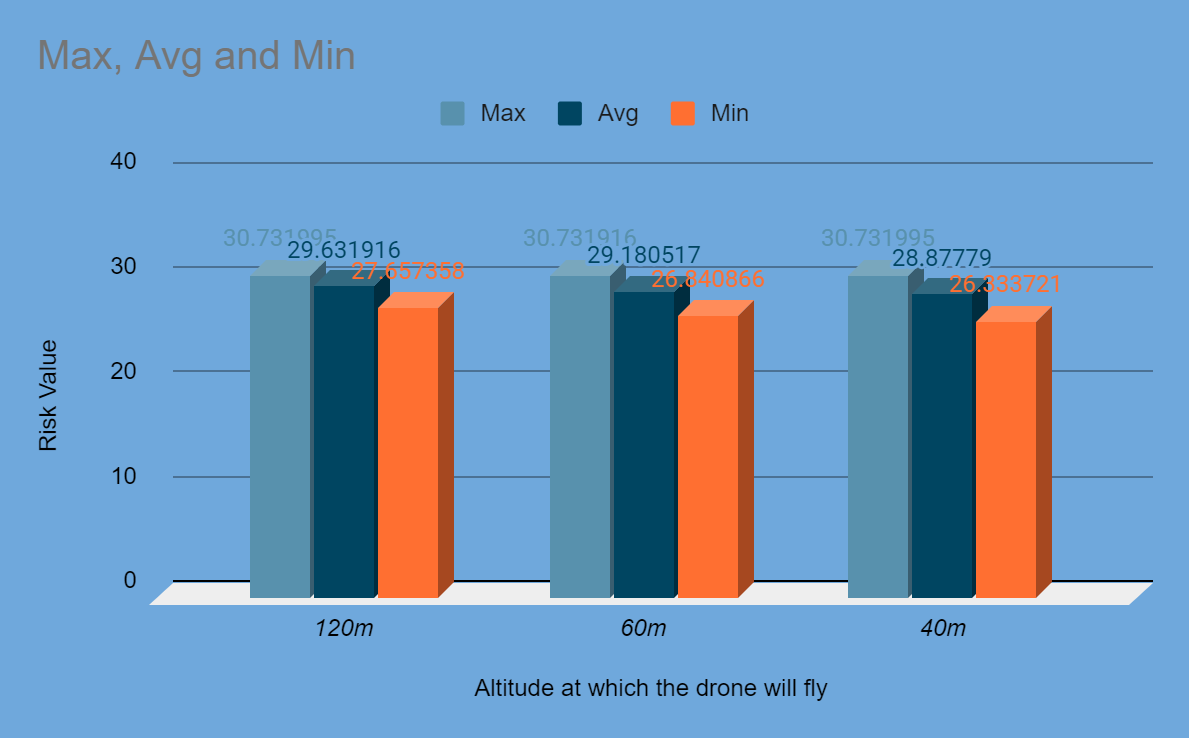 Max, Avg and Min
Max Avg Min
40
30
20
10
0
Risk Value
30.731995
29.631916
27.657358
30.731916
29.180517
26.840866
30.731995
28.87779
26.333721
120m 60m 40m
Altitude at which the drone will fly